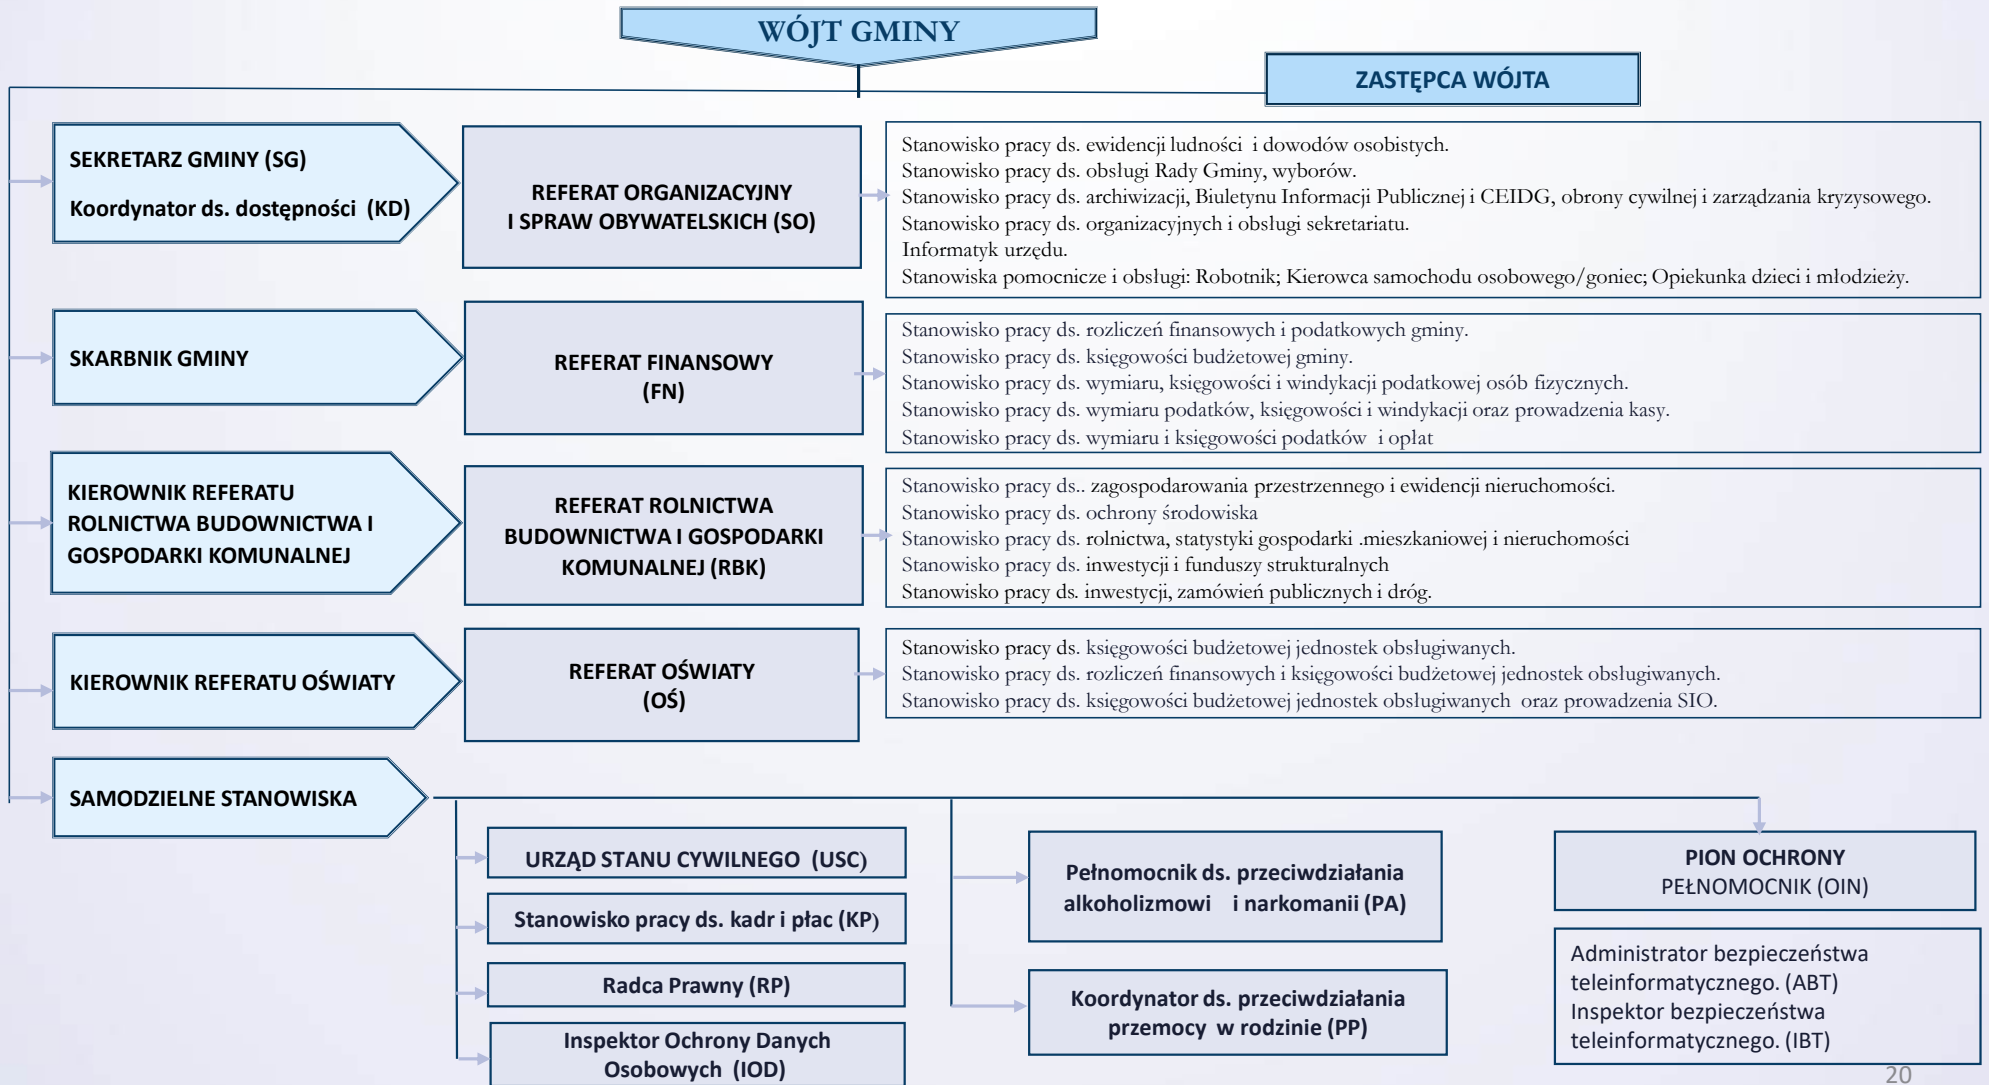 WÓJT GMINY
ZASTĘPCA WÓJTA
SEKRETARZ GMINY (SG)
Koordynator ds. dostępności (KD)
REFERAT ORGANIZACYJNY
I SPRAW OBYWATELSKICH (SO)
Stanowisko pracy ds. ewidencji ludności i dowodów osobistych.
Stanowisko pracy ds. obsługi Rady Gminy, wyborów.
Stanowisko pracy ds. archiwizacji, Biuletynu Informacji Publicznej i CEIDG, obrony cywilnej i zarządzania kryzysowego.
Stanowisko pracy ds. organizacyjnych i obsługi sekretariatu.
Informatyk urzędu.
Stanowiska pomocnicze i obsługi: Robotnik; Kierowca samochodu osobowego/goniec; Opiekunka dzieci i młodzieży.
SKARBNIK GMINY
REFERAT FINANSOWY
(FN)
Stanowisko pracy ds. rozliczeń finansowych i podatkowych gminy.
Stanowisko pracy ds. księgowości budżetowej gminy.
Stanowisko pracy ds. wymiaru, księgowości i windykacji podatkowej osób fizycznych.
Stanowisko pracy ds. wymiaru podatków, księgowości i windykacji oraz prowadzenia kasy.
Stanowisko pracy ds. wymiaru i księgowości podatków i opłat
KIEROWNIK REFERATU
ROLNICTWA BUDOWNICTWA I
GOSPODARKI KOMUNALNEJ
REFERAT ROLNICTWA
BUDOWNICTWA I GOSPODARKI
KOMUNALNEJ (RBK)
Stanowisko pracy ds.. zagospodarowania przestrzennego i ewidencji nieruchomości.
Stanowisko pracy ds. ochrony środowiska
Stanowisko pracy ds. rolnictwa, statystyki gospodarki .mieszkaniowej i nieruchomości
Stanowisko pracy ds. inwestycji i funduszy strukturalnych
Stanowisko pracy ds. inwestycji, zamówień publicznych i dróg.
KIEROWNIK REFERATU OŚWIATY
REFERAT OŚWIATY
(OŚ)
Stanowisko pracy ds. księgowości budżetowej jednostek obsługiwanych.
Stanowisko pracy ds. rozliczeń finansowych i księgowości budżetowej jednostek obsługiwanych.
Stanowisko pracy ds. księgowości budżetowej jednostek obsługiwanych oraz prowadzenia SIO.
SAMODZIELNE STANOWISKA
URZĄD STANU CYWILNEGO (USC)
Stanowisko pracy ds. kadr i płac (KP)
Radca Prawny (RP)
Inspektor Ochrony Danych
Osobowych (IOD)
Pełnomocnik ds. przeciwdziałania
alkoholizmowi i narkomanii (PA)
Koordynator ds. przeciwdziałania
przemocy w rodzinie (PP)
PION OCHRONY
PEŁNOMOCNIK (OIN)
Administrator bezpieczeństwa
teleinformatycznego. (ABT)
Inspektor bezpieczeństwa
teleinformatycznego. (IBT)
20